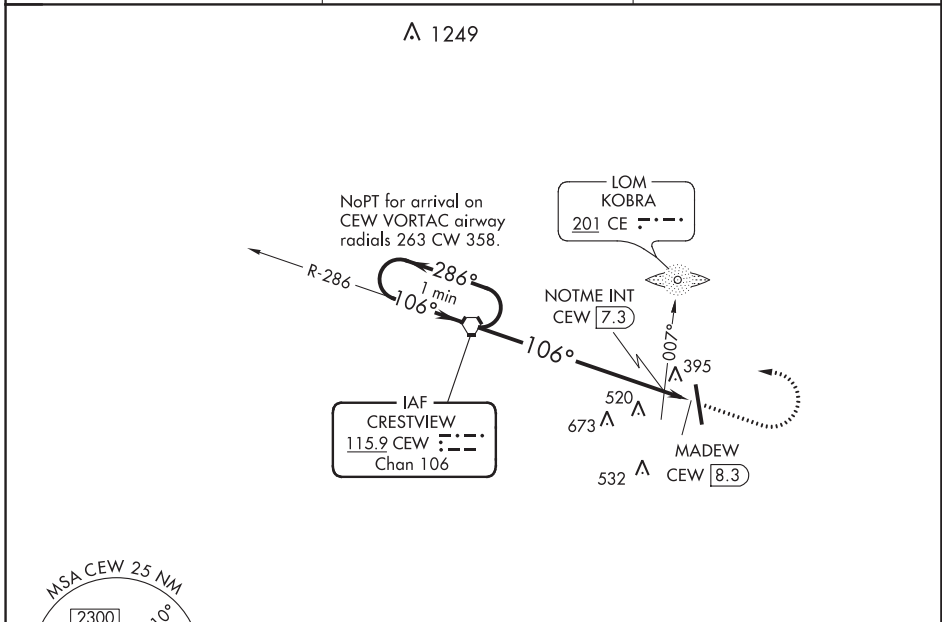 1249
NoPT for arrival on
CEW VORTAC airway
radials 263 CW 358.
LOM
KOBRA
201 CE
R-286
286°
1 min
106°
NOTME INT
CEW 7.3
106°
007°
395
520
673
532
IAF
CRESTVIEW
115.9 CEW
Chan 106
MADEW
CEW 8.3
MSA CEW 25 NM
2300